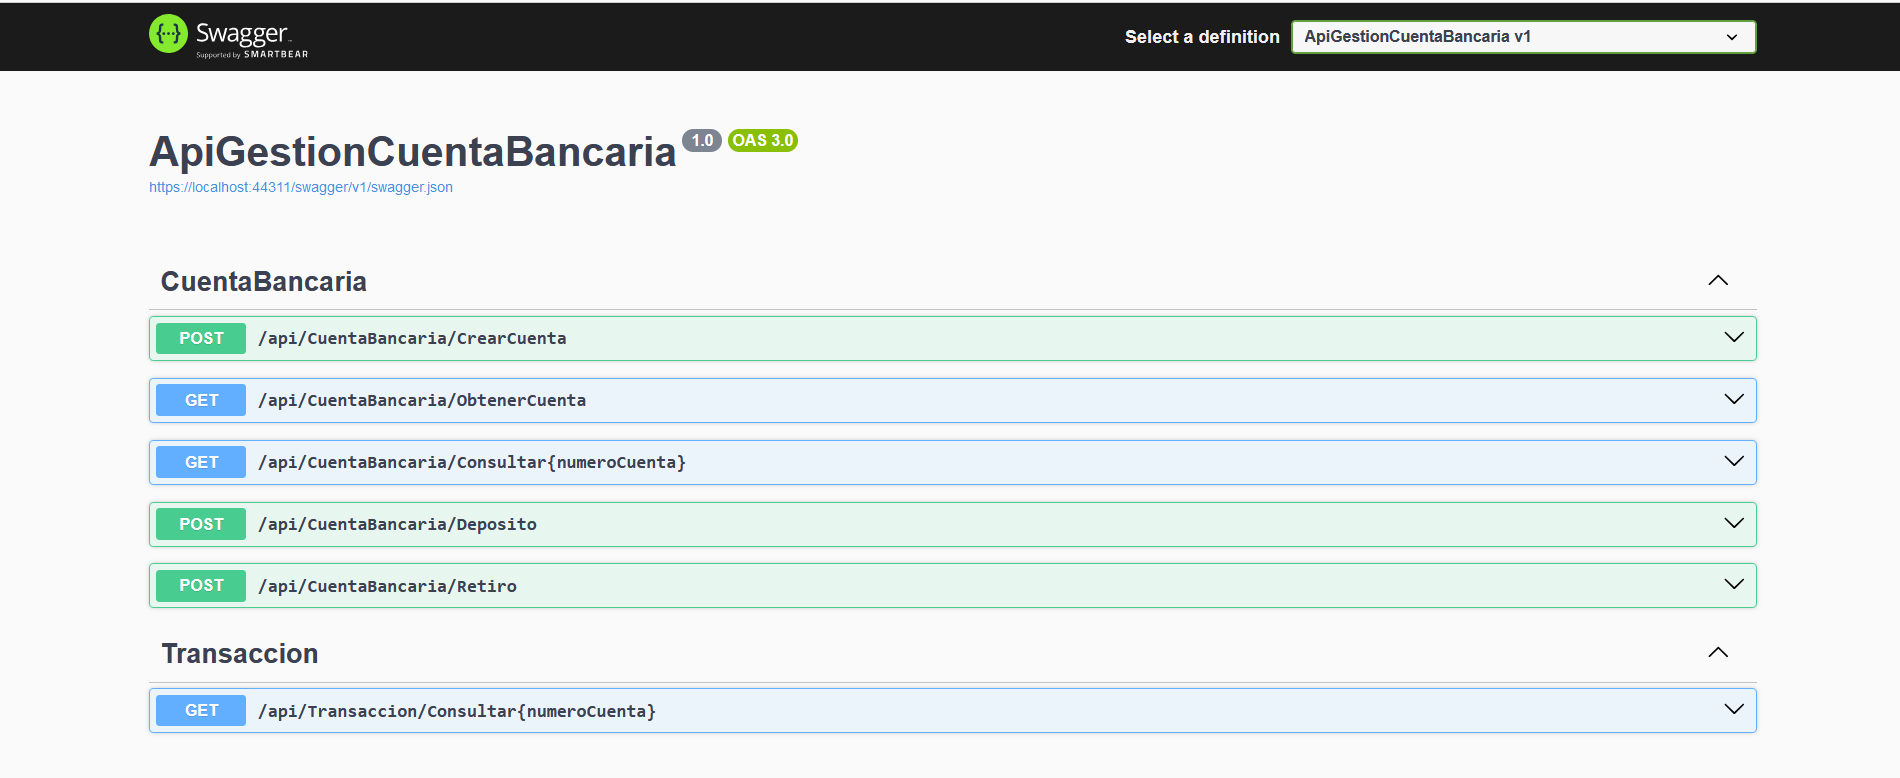 Swagger
Supported by SMARTBEAR
Select a definition
ApiGestionCuentaBancaria v1
ApiGestionCuentaBancaria 1.0 OAS 3.0
https://localhost:44311/swagger/v1/swagger.json
CuentaBancaria
POST /api/CuentaBancaria/CrearCuenta
GET /api/CuentaBancaria/ObtenerCuenta
GET /api/CuentaBancaria/Consultar{numeroCuenta}
POST /api/CuentaBancaria/Deposito
POST /api/CuentaBancaria/Retiro
Transaccion
GET /api/Transaccion/Consultar{numeroCuenta}